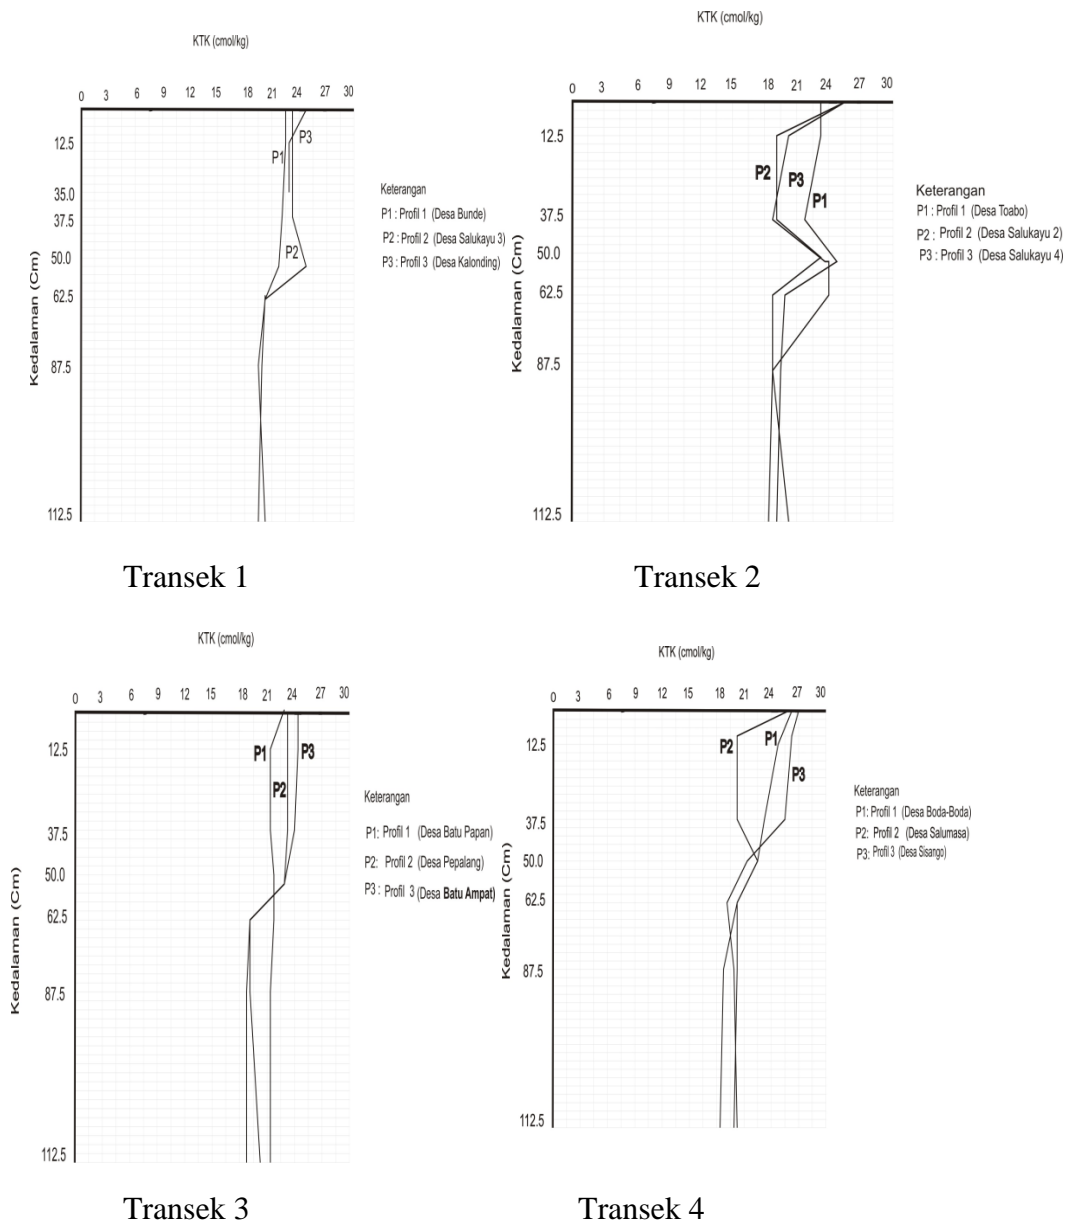 KTK (cmol/kg)
0 3 6 9 12 15 18 21 24 27 30
12.5
35.0
37.5
50.0
62.5
87.5
112.5
Kedalaman (Cm)
P1
P3
P2
Keterangan
P1 : Profil 1 (Desa Bunde)
P2 : Profil 2 (Desa Salukayu 3)
P3 : Profil 3 (Desa Kalonding)
Transek 1
KTK (cmol/kg)
0 3 6 9 12 15 18 21 24 27 30
12.5
37.5
50.0
62.5
87.5
112.5
Kedalaman (Cm)
P2
P3
P1
Keterangan
P1 : Profil 1 (Desa Toabo)
P2 : Profil 2 (Desa Salukayu 2)
P3 : Profil 3 (Desa Salukayu 4)
Transek 2
KTK (cmol/kg)
0 3 6 9 12 15 18 21 24 27 30
12.5
37.5
50.0
62.5
87.5
112.5
Kedalaman (Cm)
P1
P3
P2
Keterangan
P1: Profil 1 (Desa Batu Papan)
P2: Profil 2 (Desa Pepalang)
P3 : Profil 3 (Desa Batu Ampat)
Transek 3
KTK (cmol/kg)
0 3 6 9 12 15 18 21 24 27 30
12.5
37.5
50.0
62.5
87.5
112.5
Kedalaman (Cm)
P2
P1
P3
Keterangan
P1: Profil 1 (Desa Boda-Boda)
P2: Profil 2 (Desa Salumasa)
P3: Profil 3 (Desa Sisango)
Transek 4